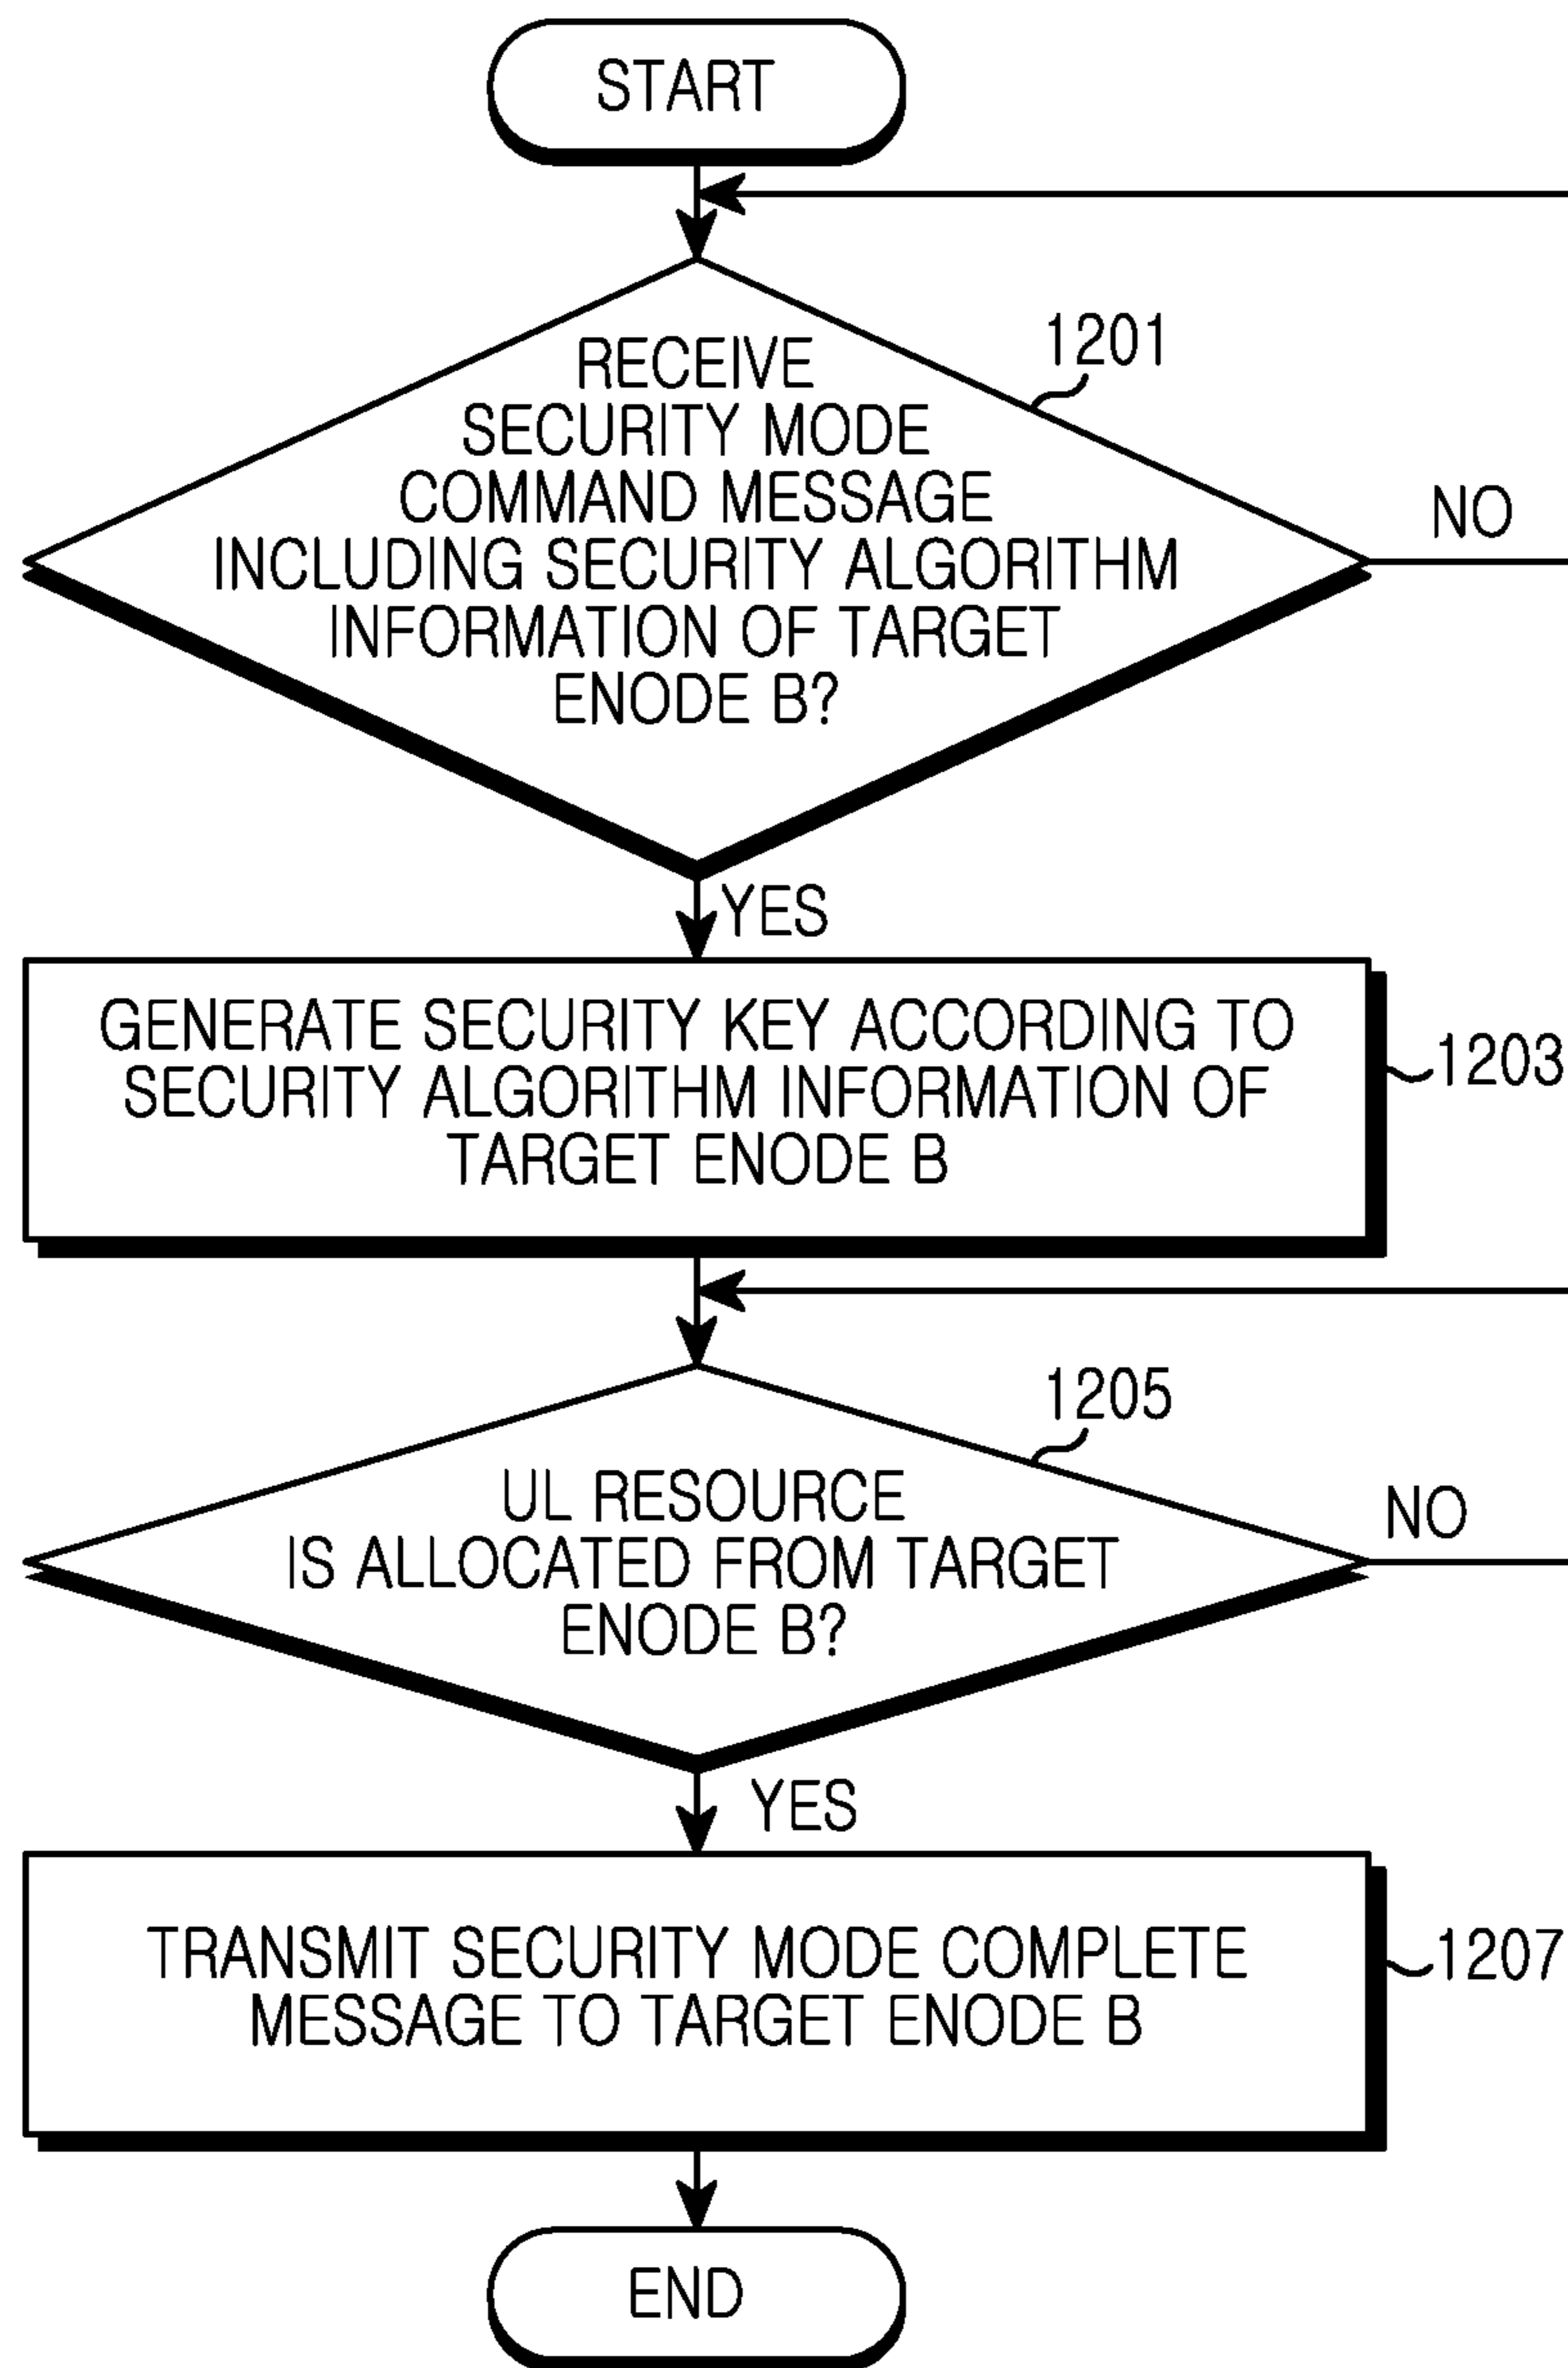 START
1201
RECEIVE
SECURITY MODE
COMMAND MESSAGE
INCLUDING SECURITY ALGORITHM
INFORMATION OF TARGET
ENODE B?
NO
YES
GENERATE SECURITY KEY ACCORDING TO
SECURITY ALGORITHM INFORMATION OF
TARGET ENODE B
1203
1205
UL RESOURCE
IS ALLOCATED FROM TARGET
ENODE B?
NO
YES
TRANSMIT SECURITY MODE COMPLETE
MESSAGE TO TARGET ENODE B
1207
END